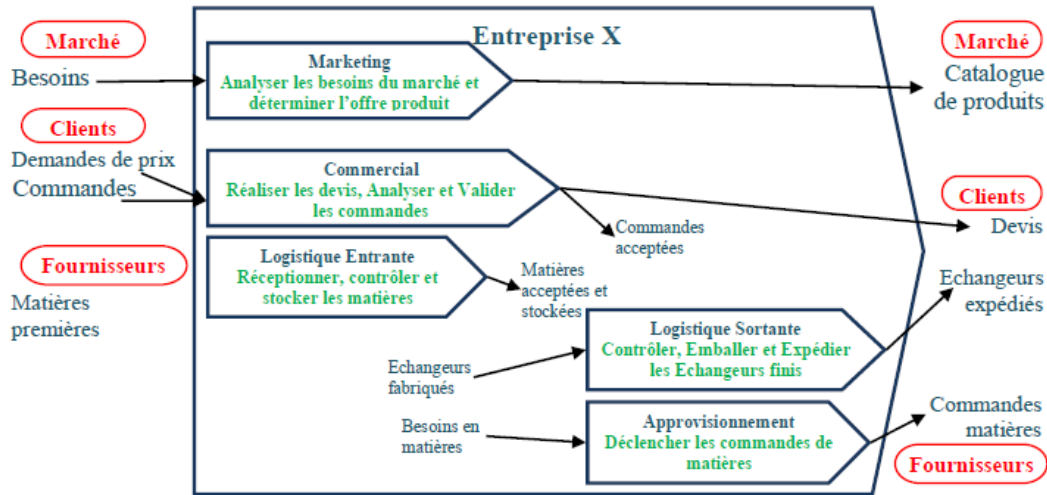 Entreprise X
Marché
Besoins
Marketing
Analyser les besoins du marché et
déterminer l'offre produit
Marché
Catalogue
de produits
Clients
Demandes de prix
Commandes
Commercial
Réaliser les devis, Analyser et Valider
les commandes
Commandes
acceptées
Clients
Devis
Fournisseurs
Matières
premières
Logistique Entrante
Réceptionner, contrôler et
stocker les matières
Matières
acceptées et
stockées
Echangeurs
expédiés
Echangeurs
fabriqués
Logistique Sortante
Contrôler, Emballer et Expédier
les Echangeurs finis
Besoins en
matières
Approvisionnement
Déclencher les commandes de
matières
Commandes
matières
Fournisseurs